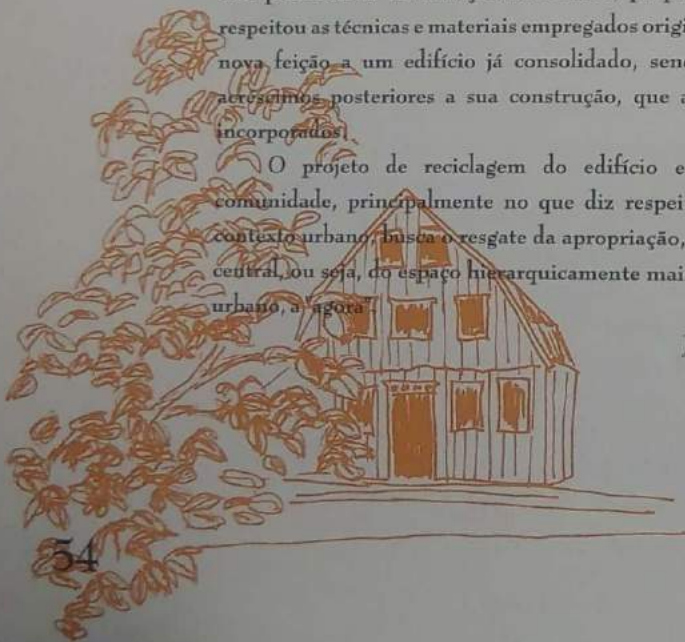 respeitou as técnicas e materiais empregados origi
nova feição a um edifício já consolidado, sen
acréscimos posteriores a sua construção, que a
incorporados.
O projeto de reciclagem do edifício e
comunidade, principalmente no que diz respei
contexto urbano, busca o resgate da apropriação,
central, ou seja, do espaço hierarquicamente mai
urbano, a "agora".
54